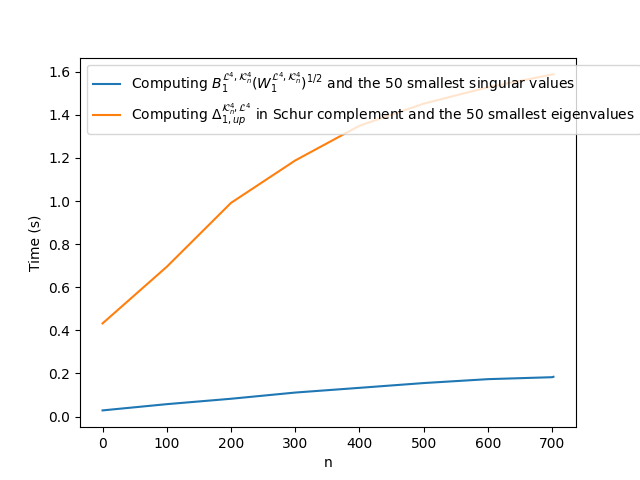 Computing $B_1^{\mathcal{L}^4,\mathcal{K}_n^4}(W_1^{\mathcal{L}^4,\mathcal{K}_n^4})^{1/2}$ and the 50 smallest singular values
Computing $\Delta_{1,up}^{\mathcal{K}_n^4,\mathcal{L}^4}$ in Schur complement and the 50 smallest eigenvalues
1.6
1.4
1.2
1.0
0.8
0.6
0.4
0.2
0.0
Time (s)
0 100 200 300 400 500 600 700
n